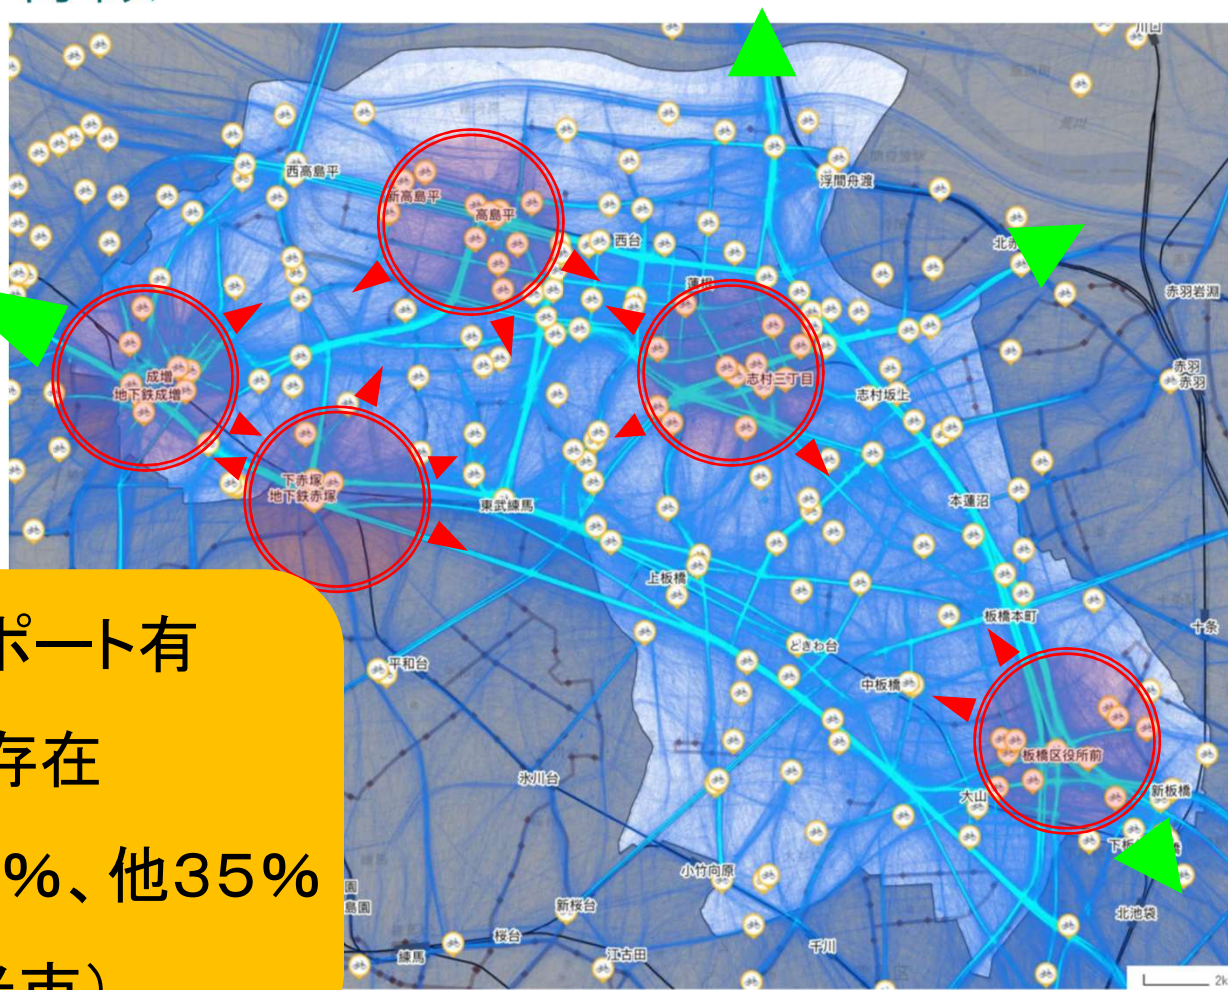 川口
西高島平
新高島平
高島平
西台
蓮根
浮間舟渡
北赤
赤羽岩淵
赤羽
赤羽
成増
地下鉄成増
志村三丁目
志村坂上
下赤塚
地下鉄赤塚
東武練馬
本蓮沼
上板橋
板橋本町
十条
ときわ台
平和台
中板橋
板橋区役所前
氷川台
大山
新板橋
下板
小竹向原
新桜台
北池袋
桜台
練馬
江古田
千川
ポート有
存在
%、他35%